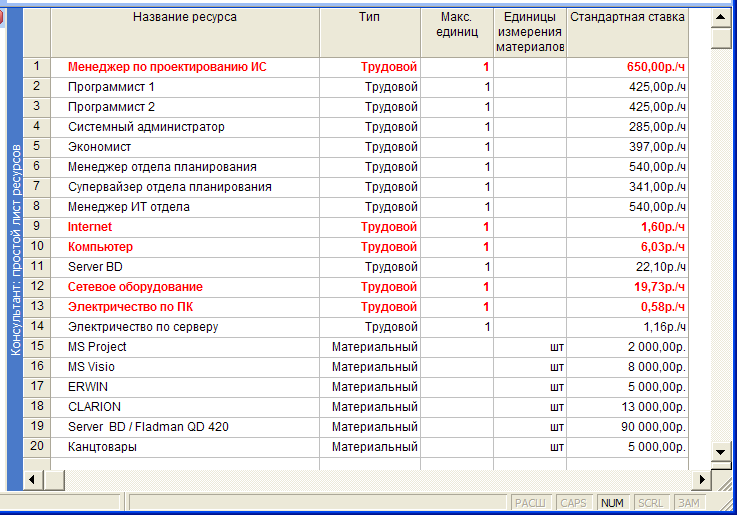 Название ресурса Тип Макс. единиц Единицы измерения материалов Стандартная ставка
1 Менеджер по проектированию ИС Трудовой 1 650,00р./ч
2 Программист 1 Трудовой 1 425,00р./ч
3 Программист 2 Трудовой 1 425,00р./ч
4 Системный администратор Трудовой 1 285,00р./ч
5 Экономист Трудовой 1 397,00р./ч
6 Менеджер отдела планирования Трудовой 1 540,00р./ч
7 Супервайзер отдела планирования Трудовой 1 341,00р./ч
8 Менеджер ИТ отдела Трудовой 1 540,00р./ч
9 Internet Трудовой 1 1,60р./ч
10 Компьютер Трудовой 1 6,03р./ч
11 Server BD Трудовой 1 22,10р./ч
12 Сетевое оборудование Трудовой 1 19,73р./ч
13 Электричество по ПК Трудовой 1 0,58р./ч
14 Электричество по серверу Трудовой 1 1,16р./ч
15 MS Project Материальный шт 2 000,00р.
16 MS Visio Материальный шт 8 000,00р.
17 ERWIN Материальный шт 5 000,00р.
18 CLARION Материальный шт 13 000,00р.
19 Server BD / Fladman QD 420 Материальный шт 90 000,00р.
20 Канцтовары Материальный шт 5 000,00р.
Консультант: простой лист ресурсов
РАСШ CAPS NUM SCRL ЗАМ